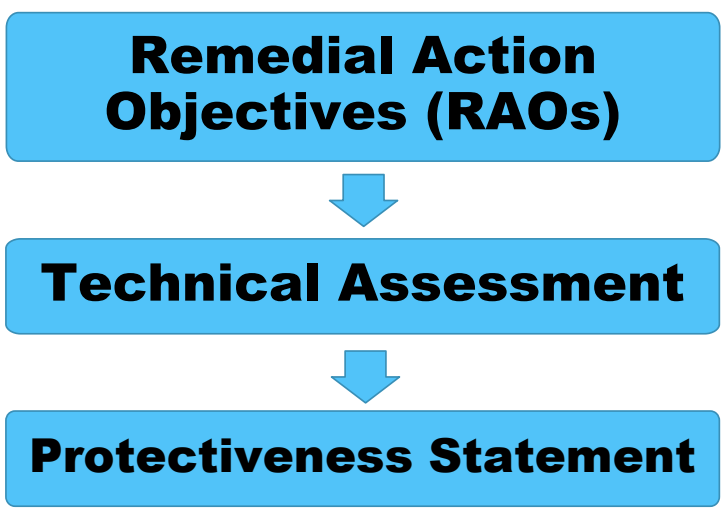 Remedial Action
Objectives (RAOs)
Technical Assessment
Protectiveness Statement